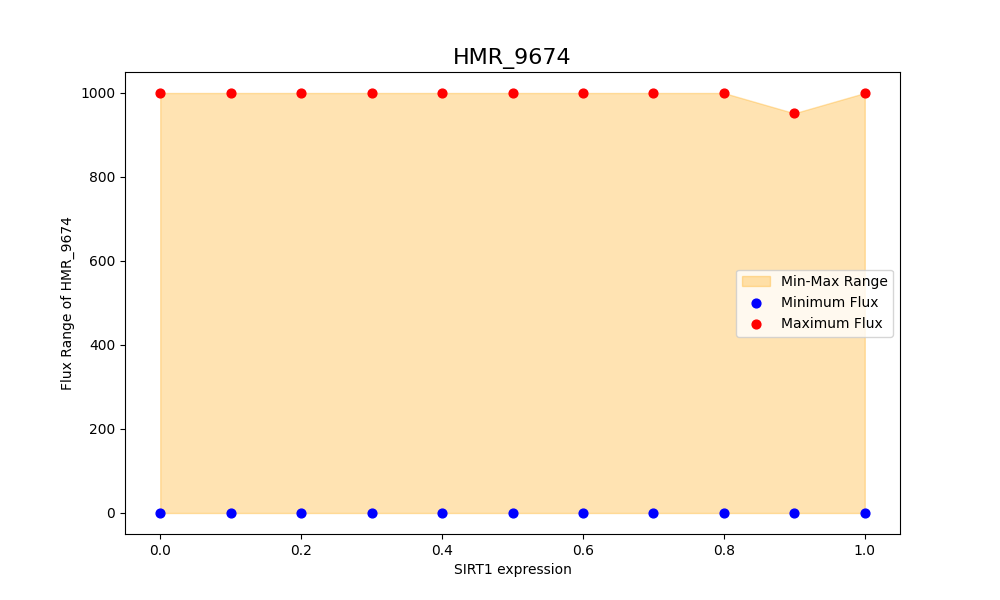 HMR_9674
1000
800
600
400
200
0
Flux Range of HMR_9674
Min-Max Range
Minimum Flux
Maximum Flux
0.0 0.2 0.4 0.6 0.8 1.0
SIRT1 expression